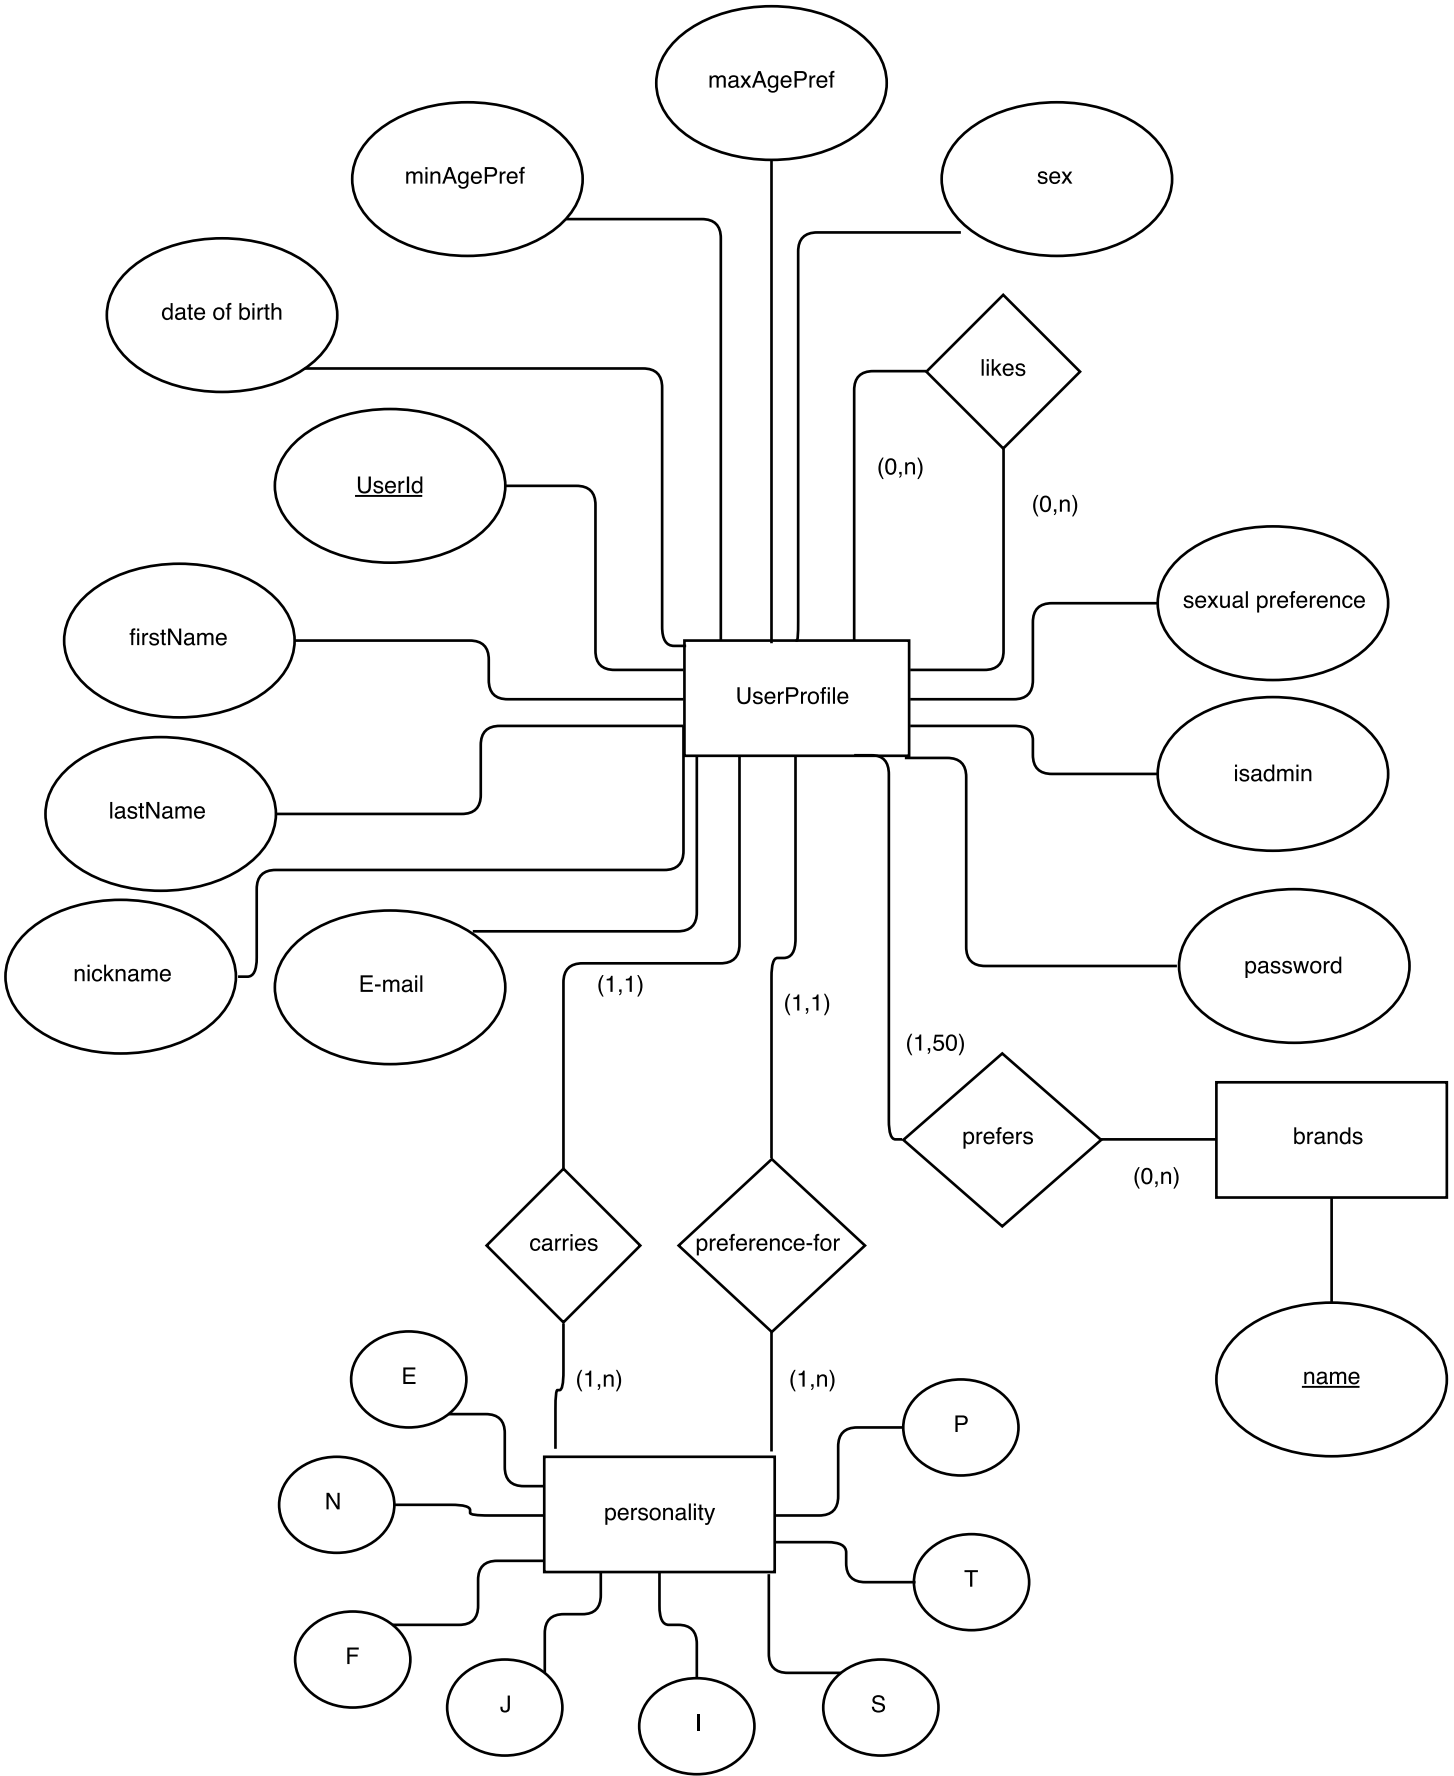 maxAgePref
minAgePref
sex
date of birth
likes
(0,n)
UserId
(0,n)
sexual preference
firstName
UserProfile
isadmin
lastName
nickname
E-mail
password
(1,1)
(1,1)
(1,50)
prefers
brands
(0,n)
carries
preference-for
E
(1,n)
(1,n)
name
P
N
personality
T
F
J
I
S